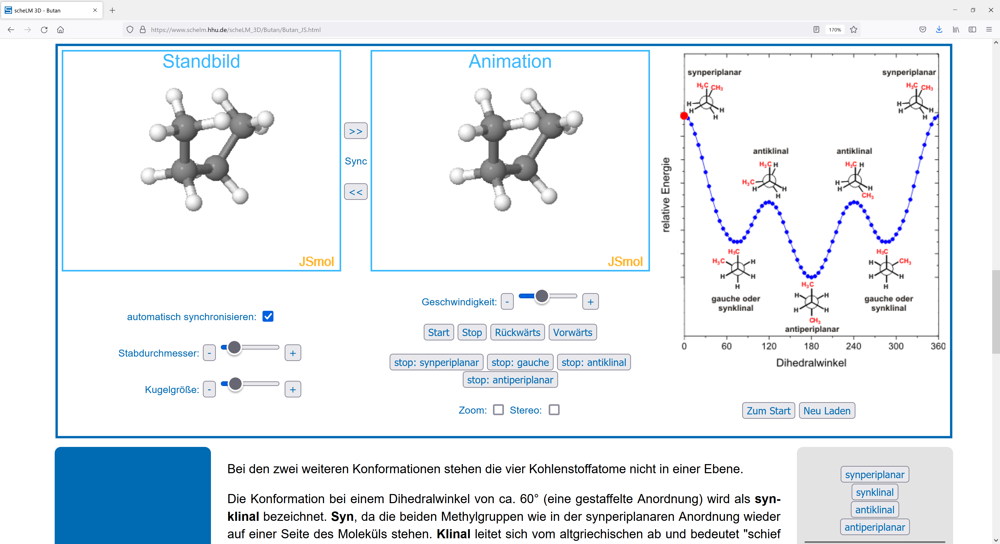 scheLM 3D - Butan
https://www.schelm.hhu.de/scheLM_3D/Butan/Butan_JS.html
170%
Standbild
JSmol
>>
Sync
<<
Animation
JSmol
automatisch synchronisieren:
Stabdurchmesser: - +
Kugelgröße: - +
Geschwindigkeit: - +
Start Stop Rückwärts Vorwärts
stop: synperiplanar stop: gauche stop: antiklinal
stop: antiperiplanar
Zoom: Stereo:
relative Energie
synperiplanar
H₃C CH₃
H H
H H
synperiplanar
H₃C CH₃
H H
H H
antiklinal
H₃C H
H₃C
H H
H
antiklinal
H₃C H
H
H H
CH₃
H₃C
H₃C H
H H
H
gauche oder
synklinal
H₃C
H H
H H
CH₃
antiperiplanar
H₃C
H CH₃
H H
H
gauche oder
synklinal
0 60 120 180 240 300 360
Dihedralwinkel
Zum Start Neu Laden
Bei den zwei weiteren Konformationen stehen die vier Kohlenstoffatome nicht in einer Ebene.
Die Konformation bei einem Dihedralwinkel von ca. 60° (eine gestaffelte Anordnung) wird als syn-
klinal bezeichnet. Syn, da die beiden Methylgruppen wie in der synperiplanaren Anordnung wieder
auf einer Seite des Moleküls stehen. Klinal leitet sich vom altgriechischen ab und bedeutet "schief
synperiplanar
synklinal
antiklinal
antiperiplanar